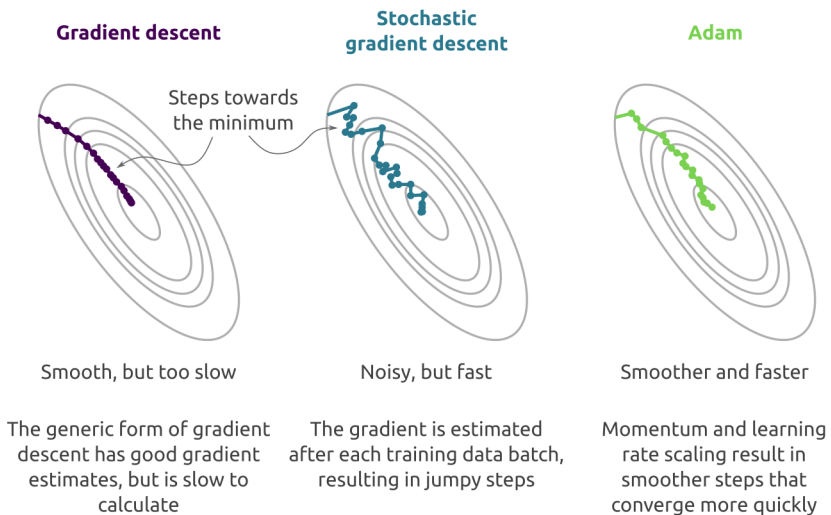 Gradient descent
Stochastic
gradient descent
Adam
Steps towards
the minimum
Smooth, but too slow
Noisy, but fast
Smoother and faster
The generic form of gradient
descent has good gradient
estimates, but is slow to
calculate
The gradient is estimated
after each training data batch,
resulting in jumpy steps
Momentum and learning
rate scaling result in
smoother steps that
converge more quickly